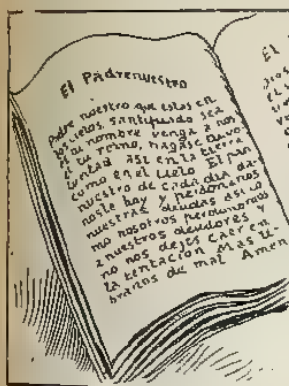 El Padrenuestro
Padre nuestro que estas en
los cielos, santificado sea
el tu nombre venga a nos
el tu reino, hagase tu vo-
luntad asi en la tierra
como en el cielo El pan
nuestro de cada dia da-
nosle hoy y perdonanos
nuestras deudas asi co
mo nosotros perdonamos
a nuestros deudores y
no nos dejes caer en
la tentacion Mas li-
branos de mal Amen
El